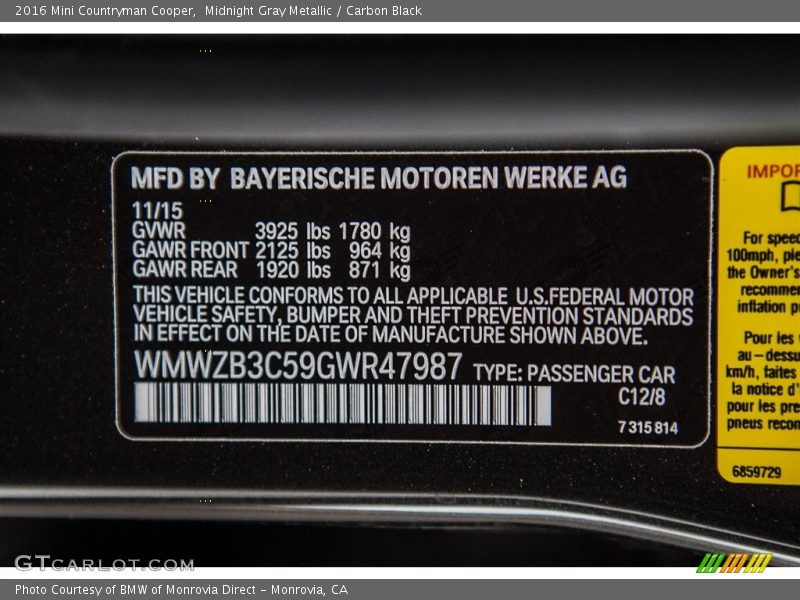 2016 Mini Countryman Cooper,  Midnight Gray Metallic / Carbon Black
MFD BY BAYERISCHE MOTOREN WERKE AG
11/15
GVWR 3925 lbs 1780 kg
GAWR FRONT 2125 lbs 964 kg
GAWR REAR 1920 lbs 871 kg
THIS VEHICLE CONFORMS TO ALL APPLICABLE U.S.FEDERAL MOTOR
VEHICLE SAFETY, BUMPER AND THEFT PREVENTION STANDARDS
IN EFFECT ON THE DATE OF MANUFACTURE SHOWN ABOVE.
WMWZB3C59GWR47987 TYPE: PASSENGER CAR
C12/8
7 315 814
IMPOR
For speed
100mph, ple
the Owner's
recommen
inflation p
Pour les v
au-dessu
km/h, faites
la notice d'
pour les pre
pneus recom
6859729
GTCARLOT.COM
Photo Courtesy of BMW of Monrovia Direct - Monrovia, CA